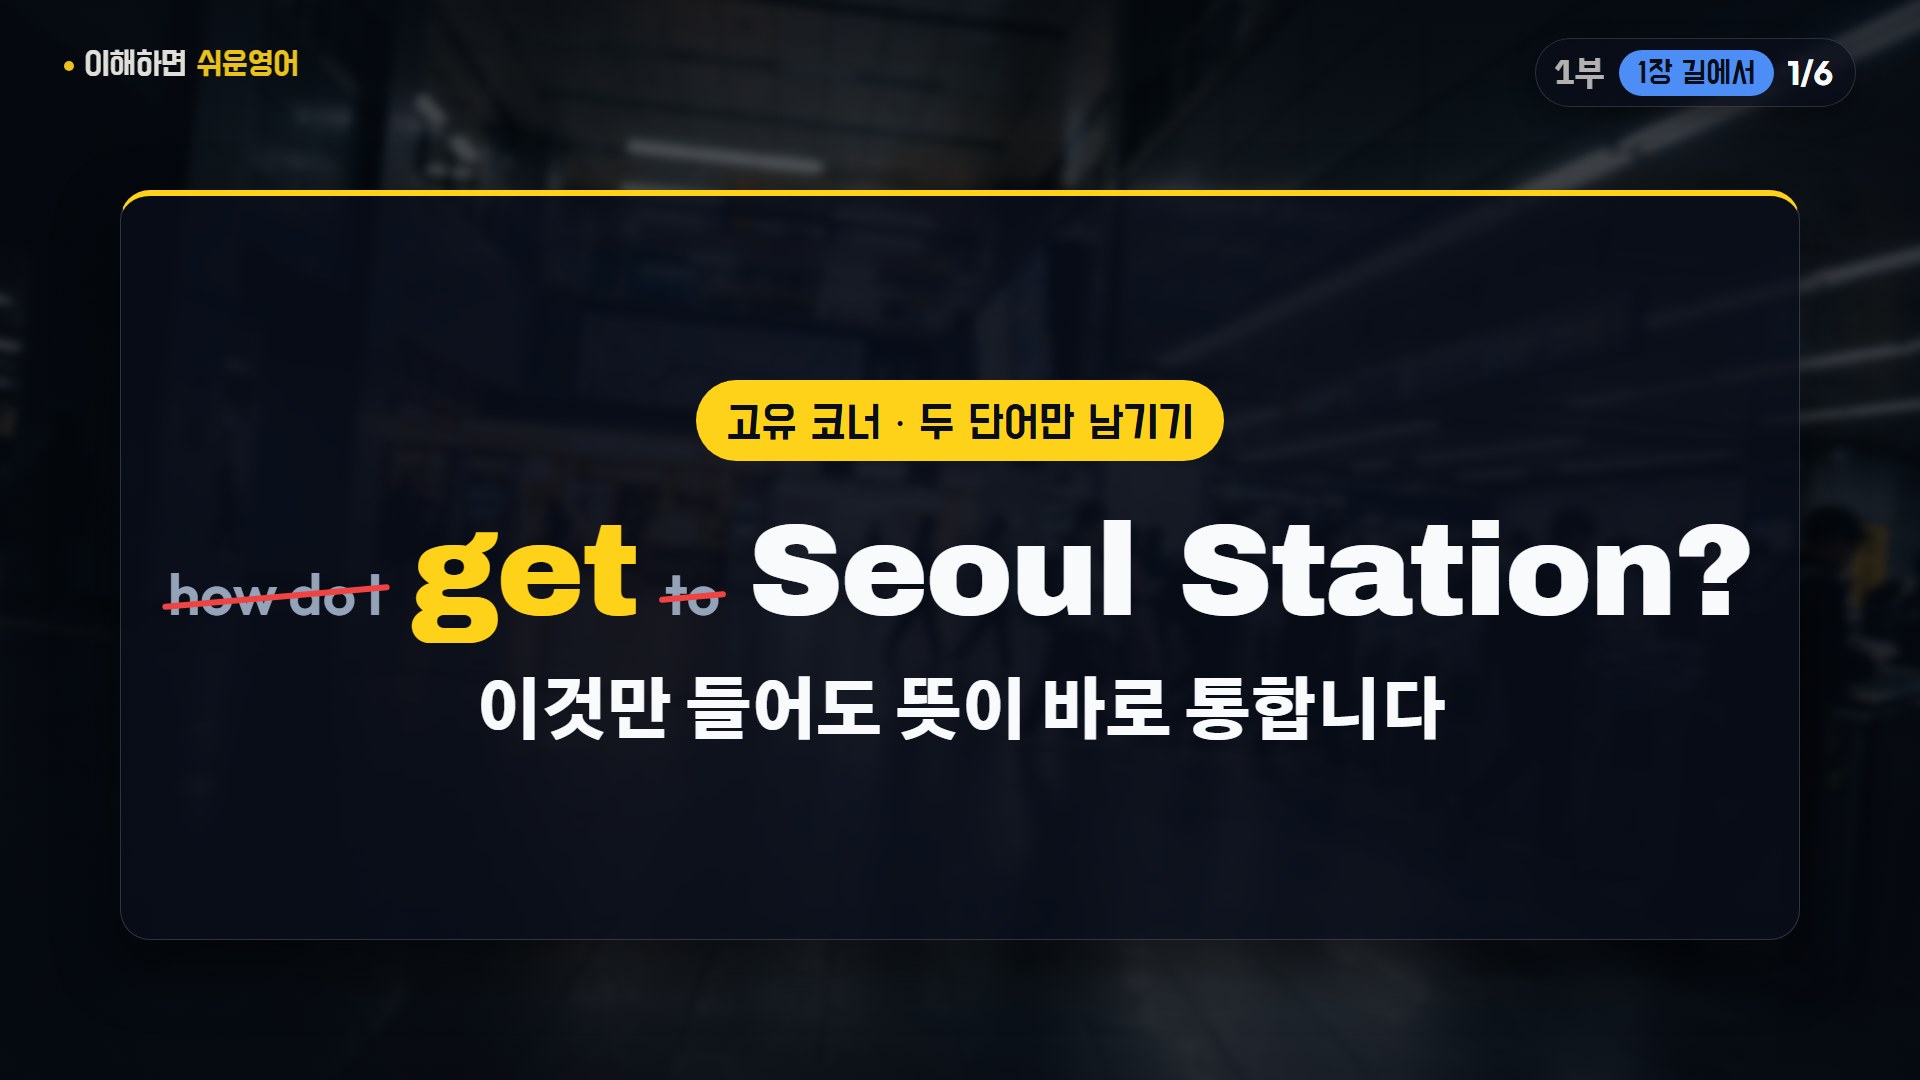 이해하면 쉬운영어
1부 1장 길에서 1/6
고유 코너 · 두 단어만 남기기
how do I get to Seoul Station?
이것만 들어도 뜻이 바로 통합니다